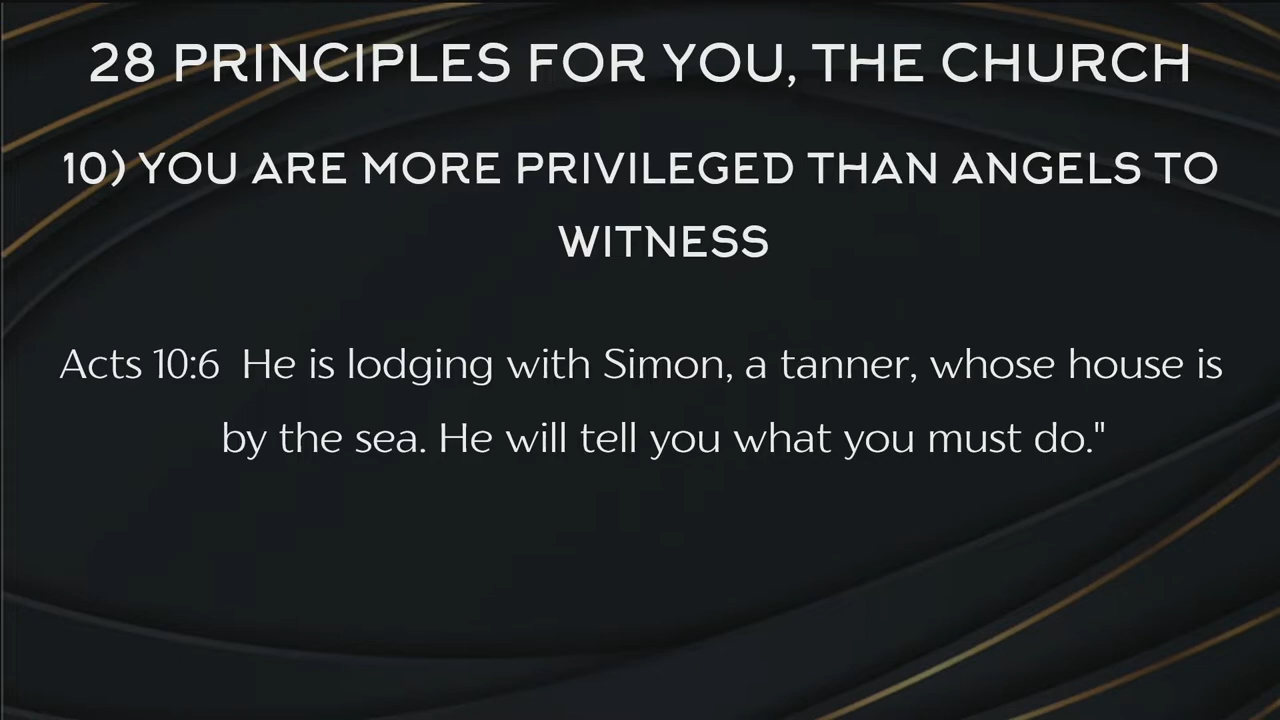 28 PRINCIPLES FOR YOU, THE CHURCH
10) YOU ARE MORE PRIVILEGED THAN ANGELS TO
WITNESS
Acts 10:6 He is lodging with Simon, a tanner, whose house is
by the sea. He will tell you what you must do."